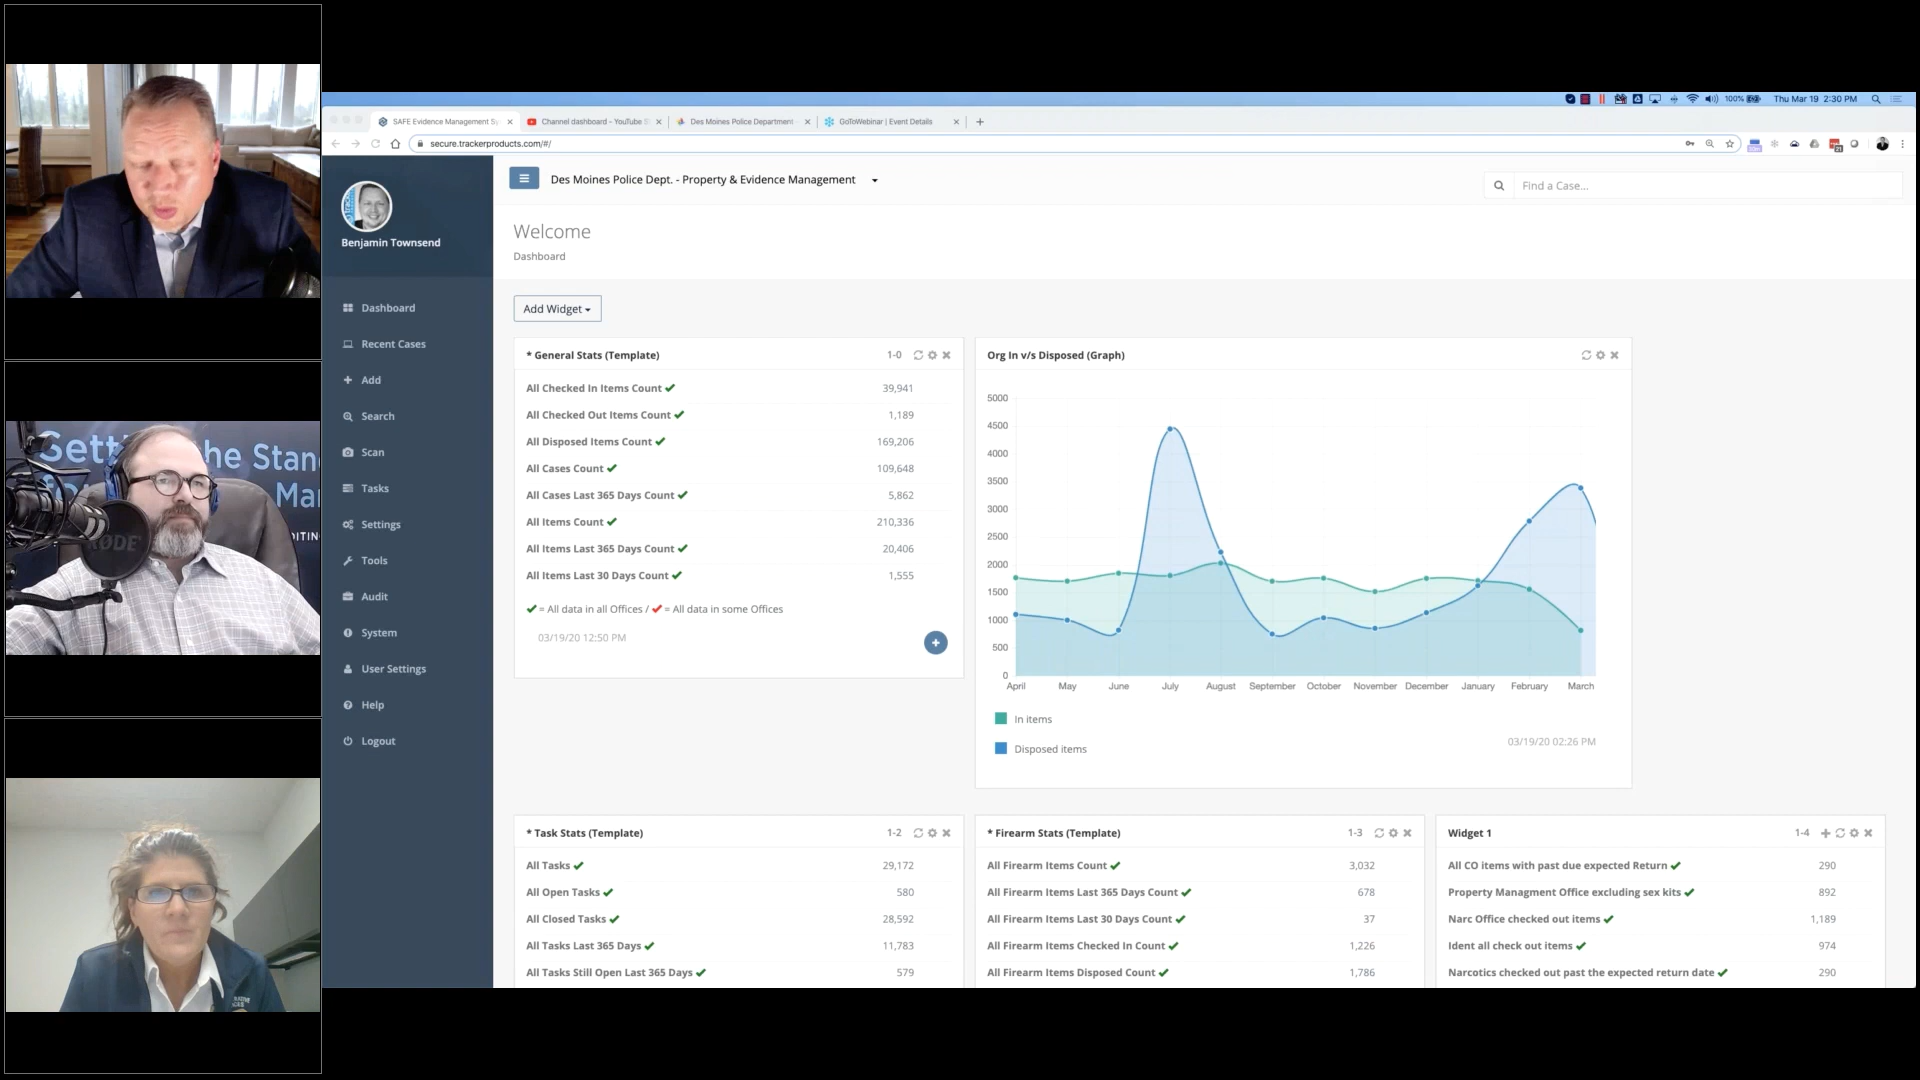 100%
Thu Mar 19 2:30 PM
SAFE Evidence Management Sy
Channel dashboard - YouTube S
Des Moines Police Department
GoToWebinar | Event Details
secure.trackerproducts.com/#/
Benjamin Townsend
Des Moines Police Dept. - Property & Evidence Management
Find a Case...
Welcome
Dashboard
Dashboard
Recent Cases
Add
Search
Scan
Tasks
Settings
Tools
Audit
System
User Settings
Help
Logout
Add Widget
* General Stats (Template) 1-0
All Checked In Items Count 39,941
All Checked Out Items Count 1,189
All Disposed Items Count 169,206
All Cases Count 109,648
All Cases Last 365 Days Count 5,862
All Items Count 210,336
All Items Last 365 Days Count 20,406
All Items Last 30 Days Count 1,555
✔ = All data in all Offices / ✔ = All data in some Offices
03/19/20 12:50 PM
Org In v/s Disposed (Graph)
5000
4500
4000
3500
3000
2500
2000
1500
1000
500
0
April May June July August September October November December January February March
In items
Disposed items
03/19/20 02:26 PM
* Task Stats (Template) 1-2
All Tasks 29,172
All Open Tasks 580
All Closed Tasks 28,592
All Tasks Last 365 Days 11,783
All Tasks Still Open Last 365 Days 579
* Firearm Stats (Template) 1-3
All Firearm Items Count 3,032
All Firearm Items Last 365 Days Count 678
All Firearm Items Last 30 Days Count 37
All Firearm Items Checked In Count 1,226
All Firearm Items Disposed Count 1,786
Widget 1 1-4
All CO items with past due expected Return 290
Property Managment Office excluding sex kits 892
Narc Office checked out items 1,189
Ident all check out items 974
Narcotics checked out past the expected return date 290
Sett he Stan
fo Ma
DITIN
RØDE